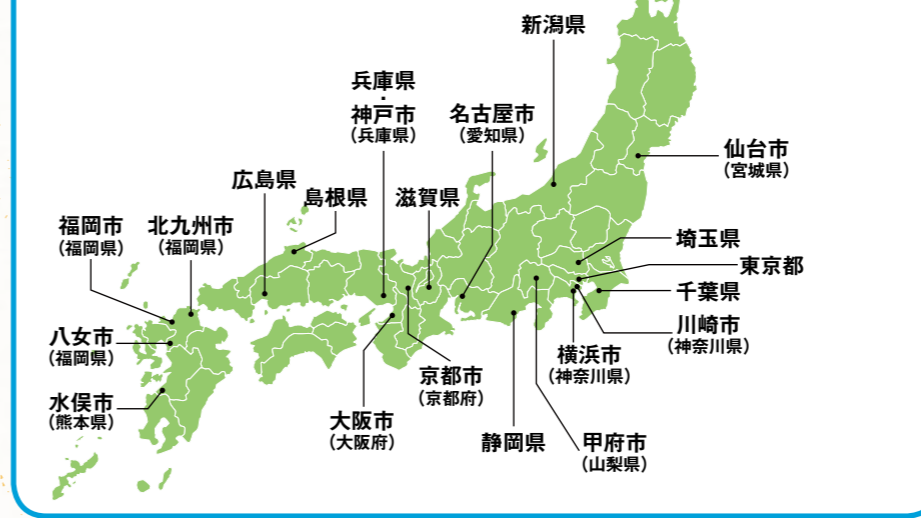 新潟県
兵庫県
・
神戸市
（兵庫県）
名古屋市
（愛知県）
仙台市
（宮城県）
広島県
島根県
滋賀県
福岡市
（福岡県）
北九州市
（福岡県）
埼玉県
東京都
千葉県
川崎市
（神奈川県）
八女市
（福岡県）
横浜市
（神奈川県）
京都市
（京都府）
水俣市
（熊本県）
大阪市
（大阪府）
静岡県
甲府市
（山梨県）